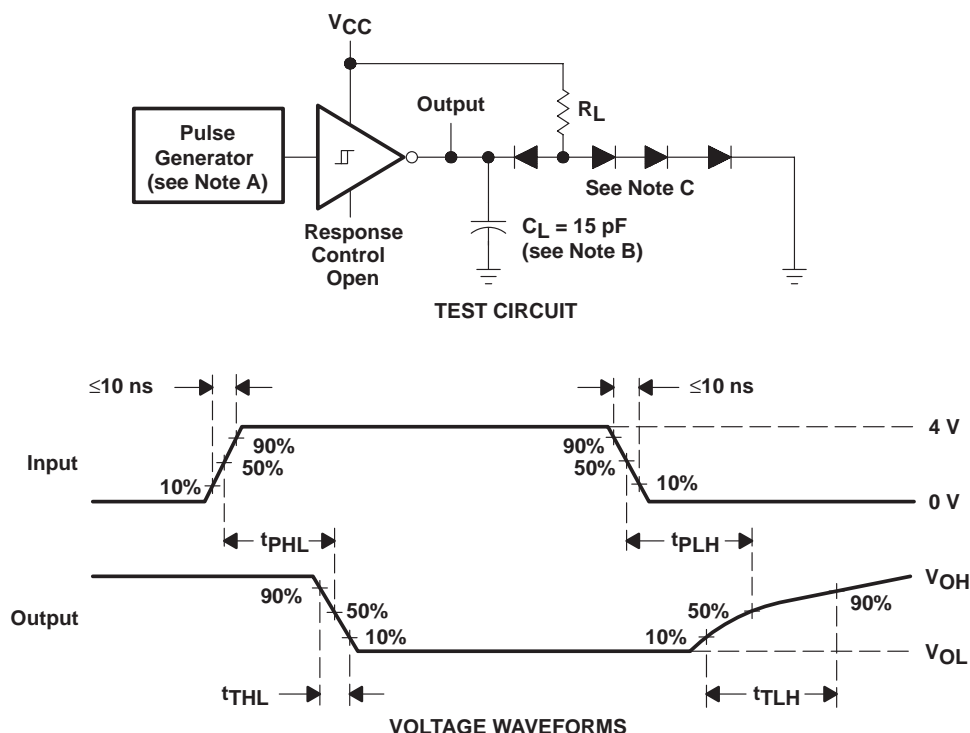 VCC
Pulse
Generator
(see Note A)
Output
RL
See Note C
Response
Control
Open
CL = 15 pF
(see Note B)
TEST CIRCUIT
≤10 ns
≤10 ns
Input
90%
50%
10%
90%
50%
10%
4 V
0 V
tPHL
tPLH
Output
90%
50%
10%
10%
50%
90%
VOH
VOL
tTHL
tTLH
VOLTAGE WAVEFORMS